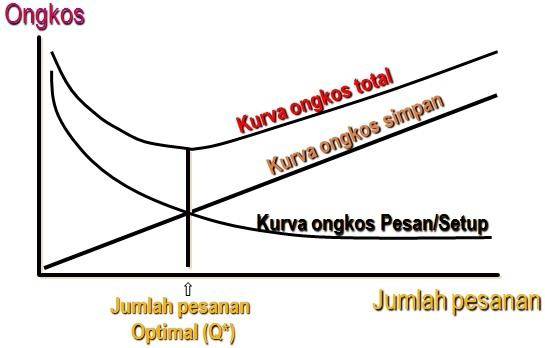 Ongkos
Kurva ongkos total
Kurva ongkos simpan
Kurva ongkos Pesan/Setup
Jumlah pesanan
Optimal (Q*)
Jumlah pesanan